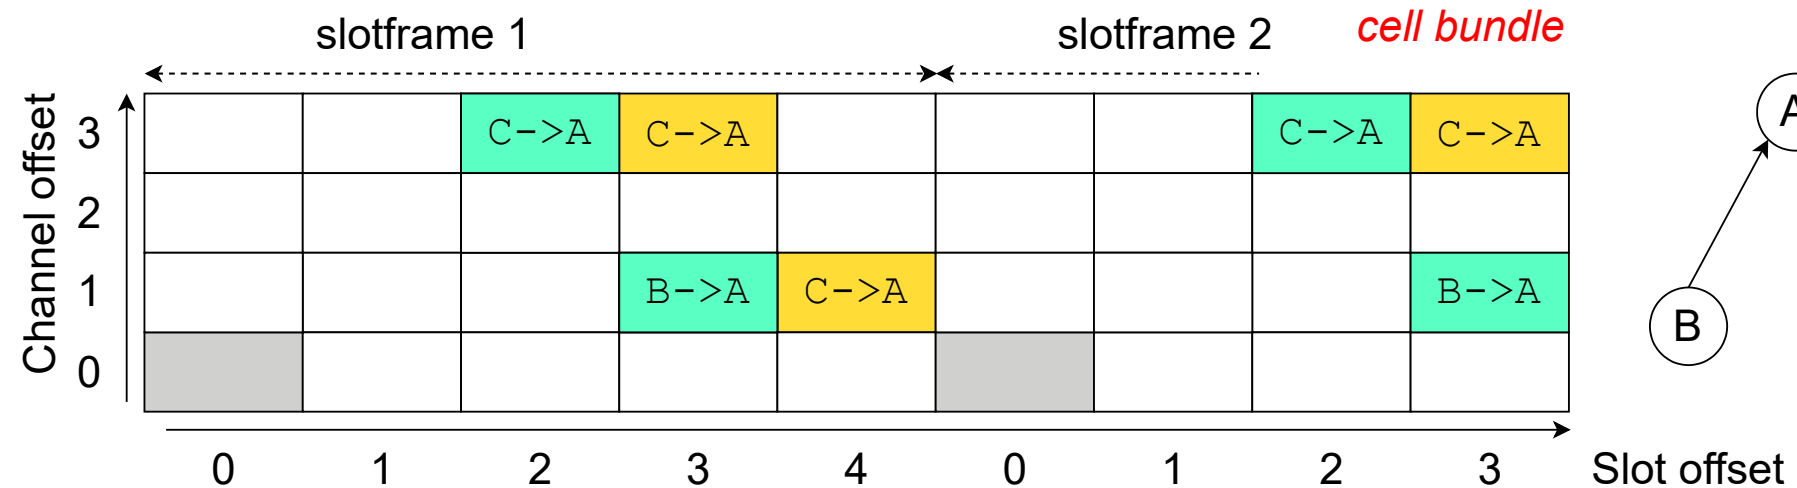 slotframe 1
slotframe 2
cell bundle
Channel offset
3
C->A
C->A
C->A
C->A
A
2
1
B->A
C->A
B->A
B
0
0
1
2
3
4
0
1
2
3
Slot offset